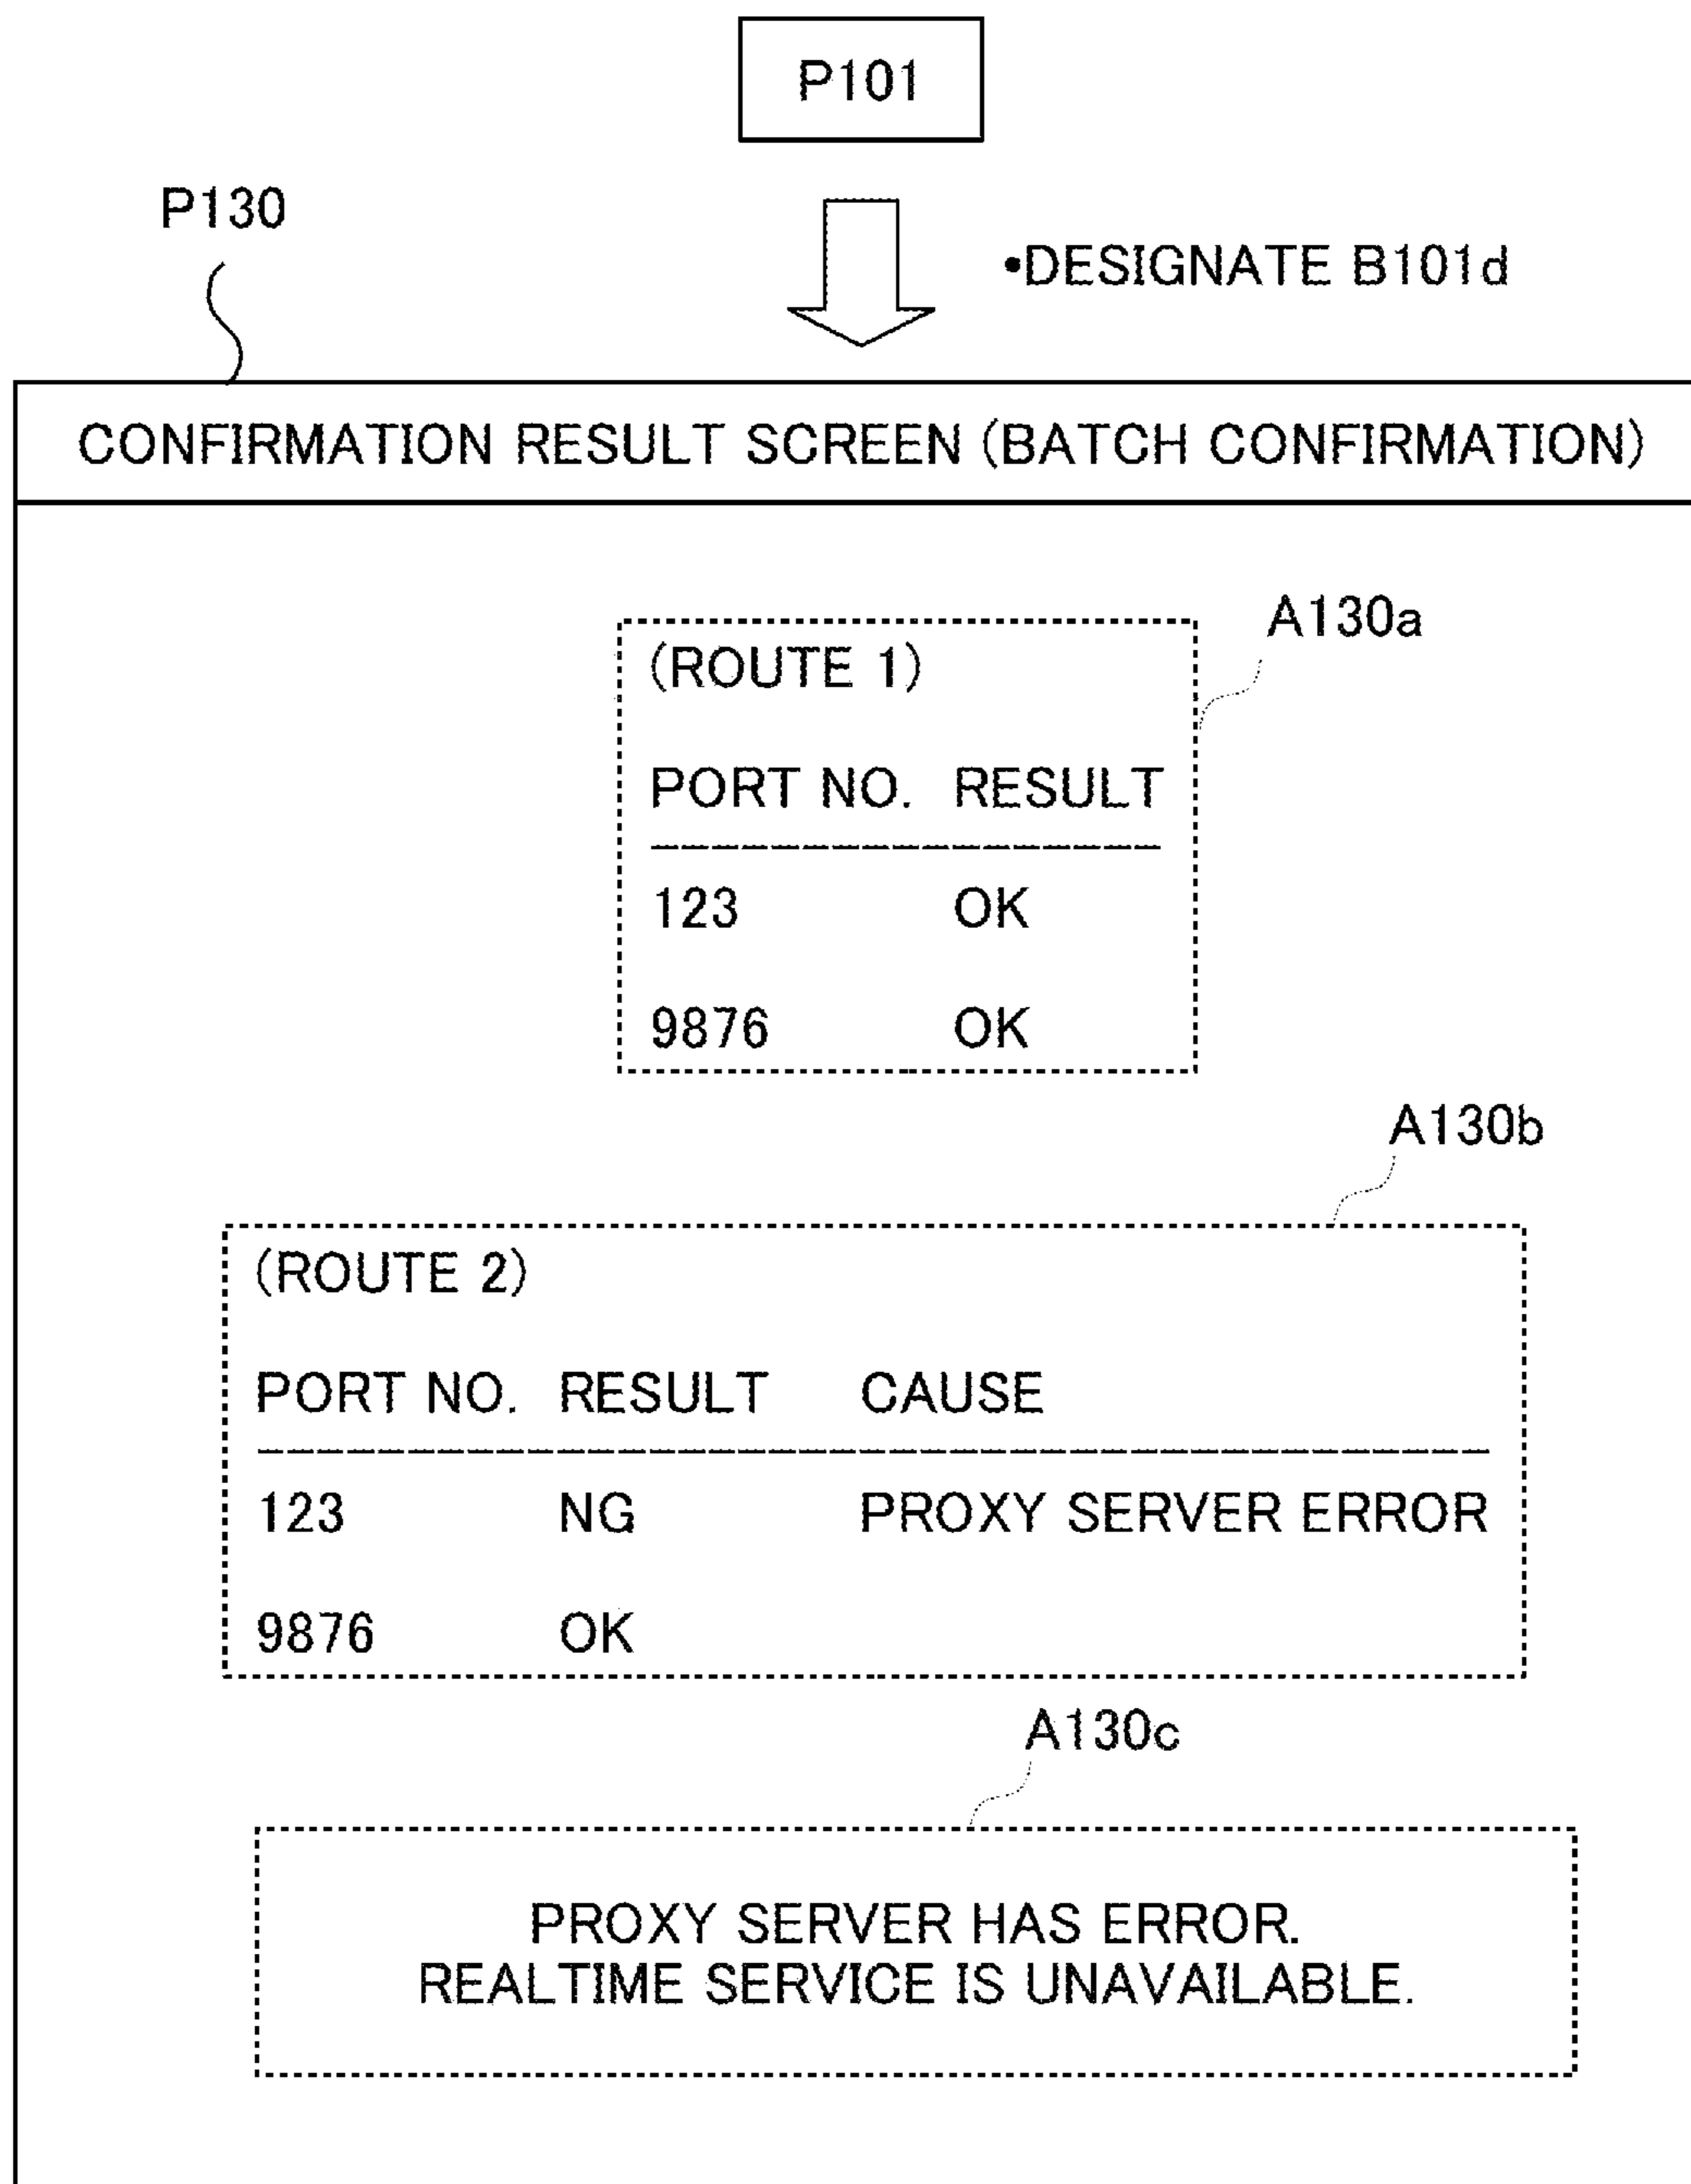 P101
P130
•DESIGNATE B101d
CONFIRMATION RESULT SCREEN (BATCH CONFIRMATION)
A130a
(ROUTE 1)
PORT NO. RESULT
123 OK
9876 OK
A130b
(ROUTE 2)
PORT NO. RESULT CAUSE
123 NG PROXY SERVER ERROR
9876 OK
A130c
PROXY SERVER HAS ERROR.
REALTIME SERVICE IS UNAVAILABLE.